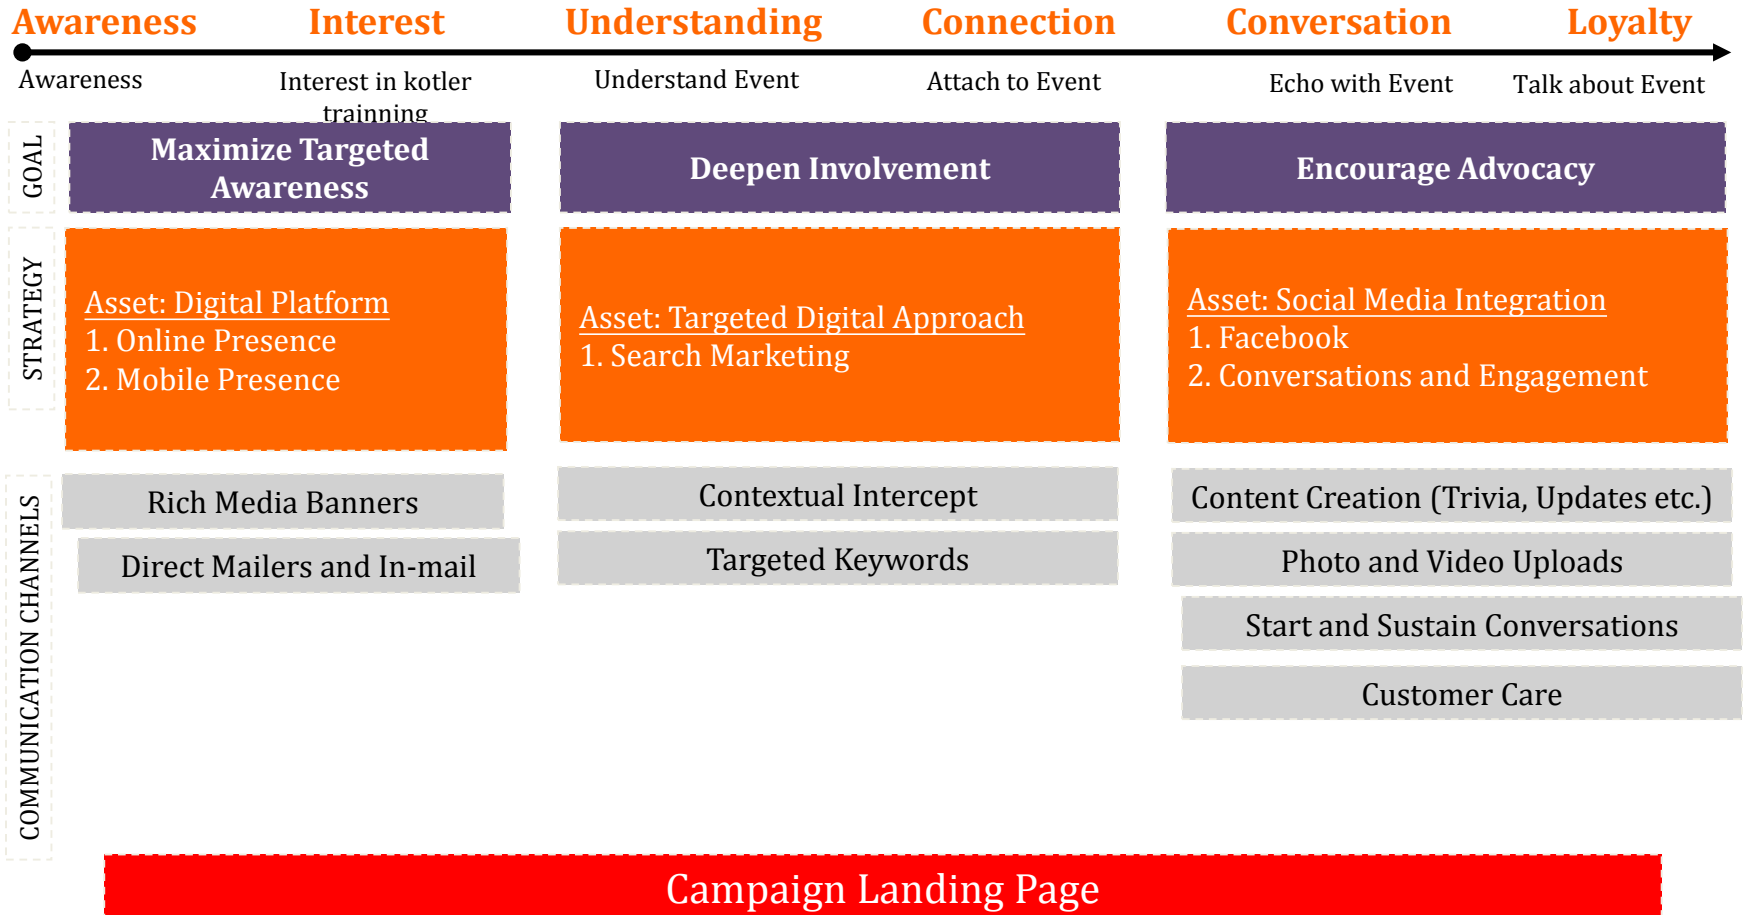 Awareness
Interest
Understanding
Connection
Conversation
Loyalty
Awareness
Interest in kotler
trainning
Understand Event
Attach to Event
Echo with Event
Talk about Event
GOAL
Maximize Targeted
Awareness
Deepen Involvement
Encourage Advocacy
STRATEGY
Asset: Digital Platform
1. Online Presence
2. Mobile Presence
Asset: Targeted Digital Approach
1. Search Marketing
Asset: Social Media Integration
1. Facebook
2. Conversations and Engagement
COMMUNICATION CHANNELS
Rich Media Banners
Direct Mailers and In-mail
Contextual Intercept
Targeted Keywords
Content Creation (Trivia, Updates etc.)
Photo and Video Uploads
Start and Sustain Conversations
Customer Care
Campaign Landing Page